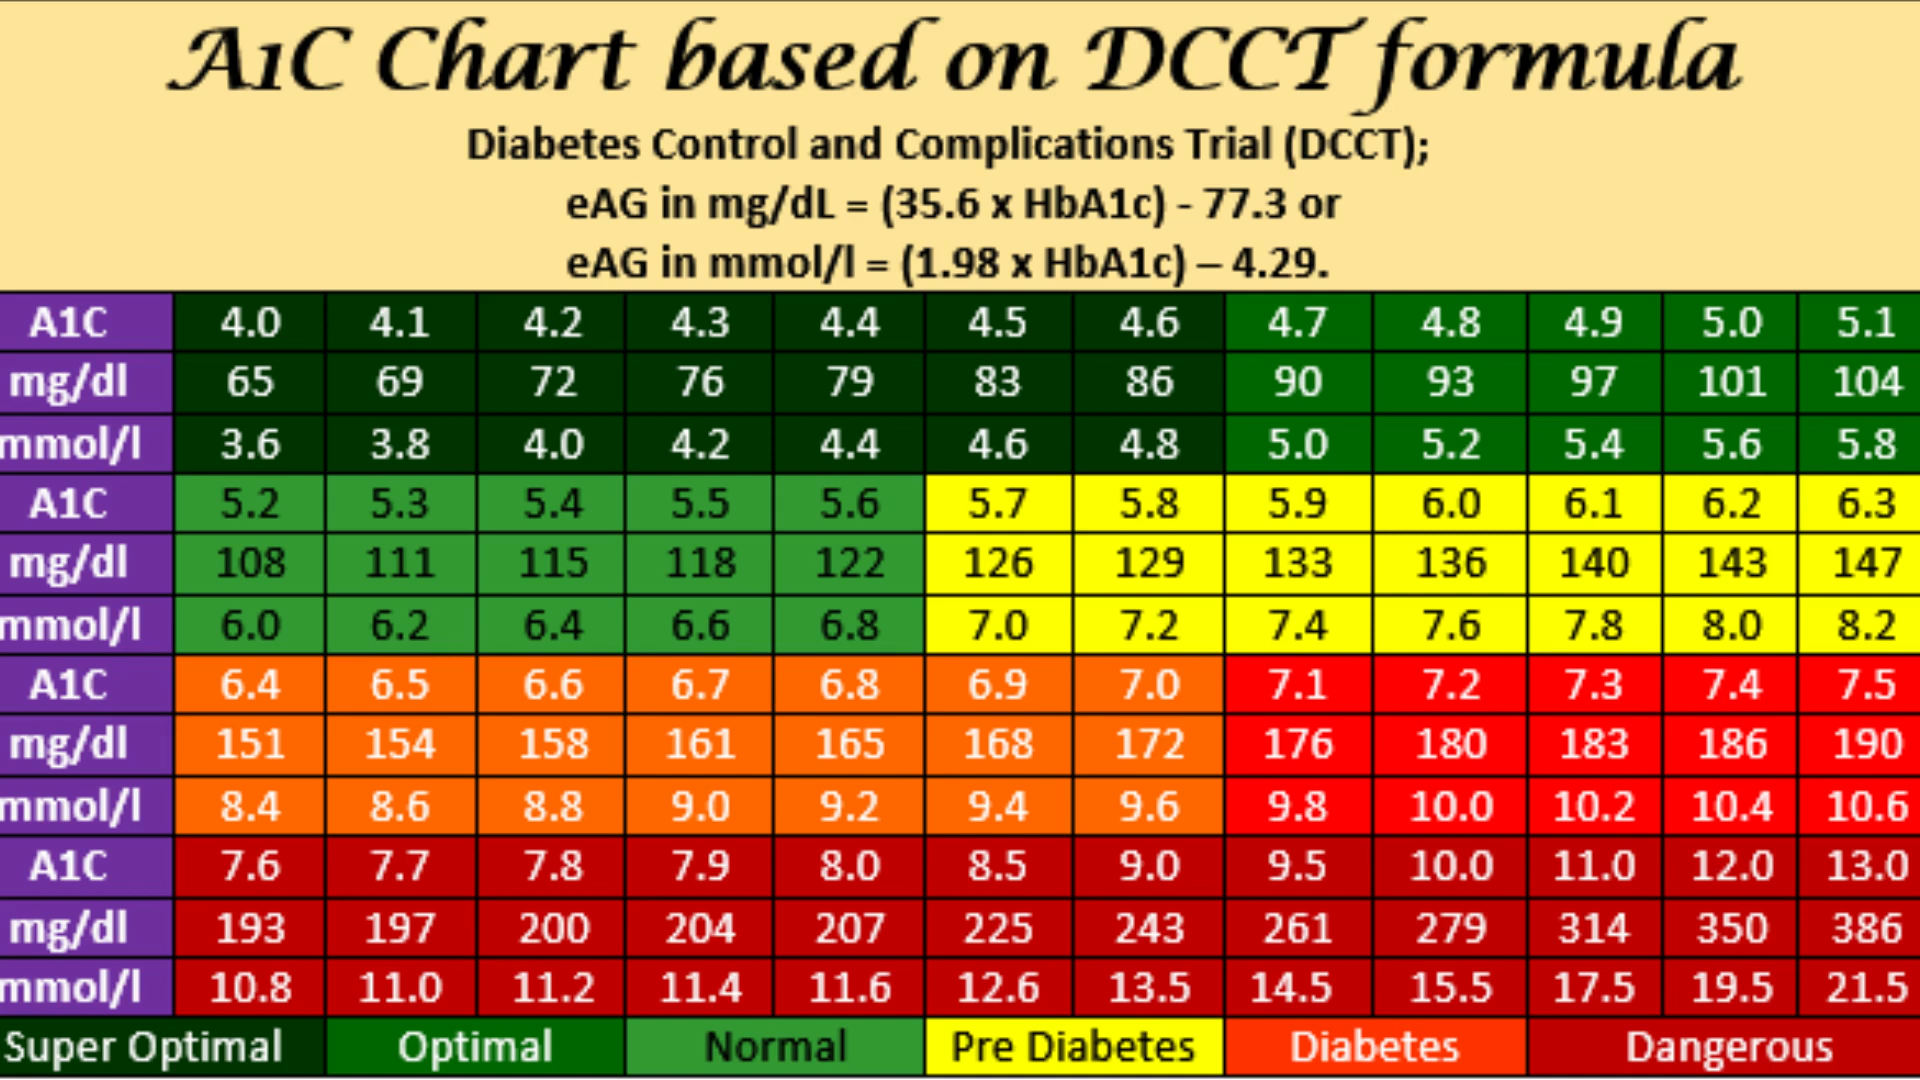 A1C Chart based on DCCT formula
Diabetes Control and Complications Trial (DCCT);
eAG in mg/dL = (35.6 x HbA1c) - 77.3 or
eAG in mmol/l = (1.98 x HbA1c) – 4.29.
A1C 4.0 4.1 4.2 4.3 4.4 4.5 4.6 4.7 4.8 4.9 5.0 5.1
mg/dl 65 69 72 76 79 83 86 90 93 97 101 104
mmol/l 3.6 3.8 4.0 4.2 4.4 4.6 4.8 5.0 5.2 5.4 5.6 5.8
A1C 5.2 5.3 5.4 5.5 5.6 5.7 5.8 5.9 6.0 6.1 6.2 6.3
mg/dl 108 111 115 118 122 126 129 133 136 140 143 147
mmol/l 6.0 6.2 6.4 6.6 6.8 7.0 7.2 7.4 7.6 7.8 8.0 8.2
A1C 6.4 6.5 6.6 6.7 6.8 6.9 7.0 7.1 7.2 7.3 7.4 7.5
mg/dl 151 154 158 161 165 168 172 176 180 183 186 190
mmol/l 8.4 8.6 8.8 9.0 9.2 9.4 9.6 9.8 10.0 10.2 10.4 10.6
A1C 7.6 7.7 7.8 7.9 8.0 8.5 9.0 9.5 10.0 11.0 12.0 13.0
mg/dl 193 197 200 204 207 225 243 261 279 314 350 386
mmol/l 10.8 11.0 11.2 11.4 11.6 12.6 13.5 14.5 15.5 17.5 19.5 21.5
Super Optimal Optimal Normal Pre Diabetes Diabetes Dangerous